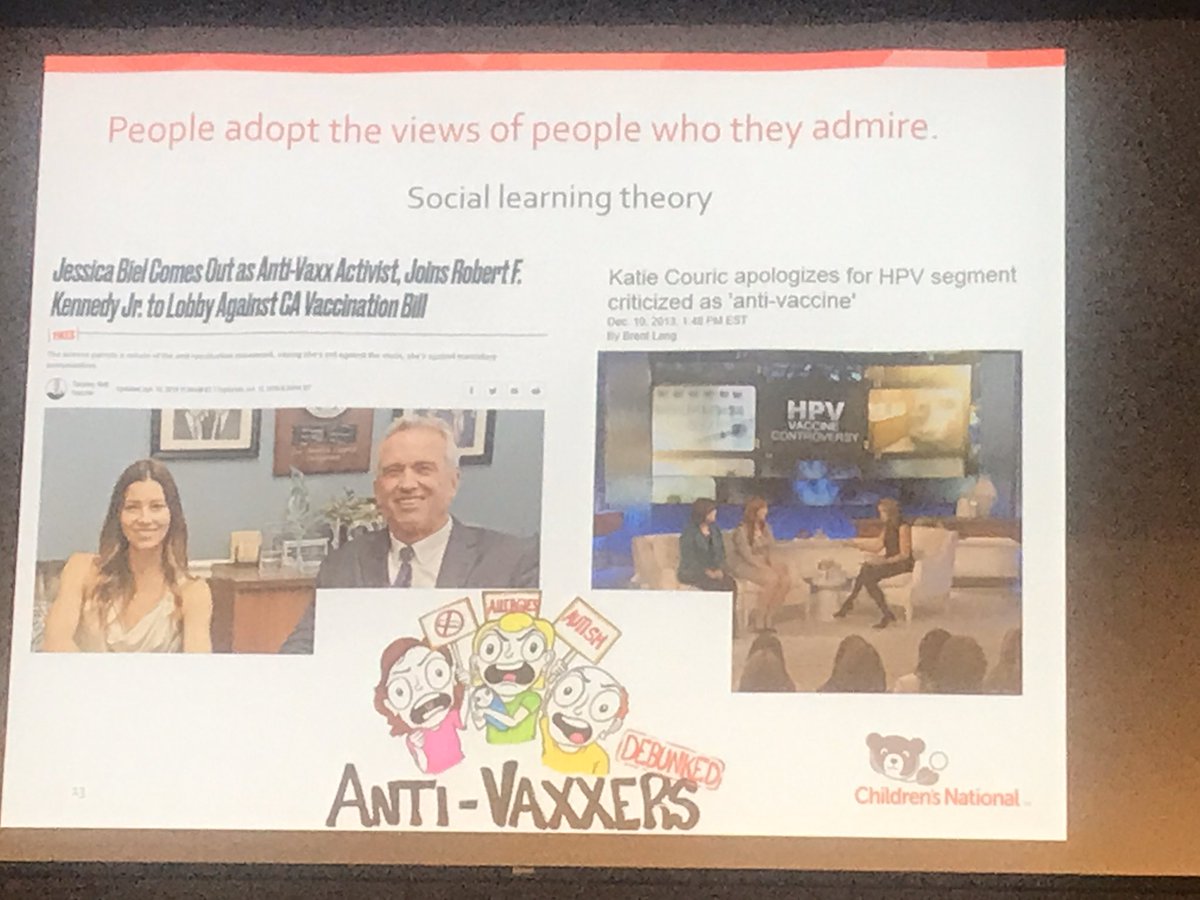 People adopt the views of people who they admire.
Social learning theory
Jessica Biel Comes Out as Anti-Vaxx Activist, Joins Robert F.
Kennedy Jr. to Lobby Against CA Vaccination Bill
Katie Couric apologizes for HPV segment
criticized as 'anti-vaccine'
Dec. 10, 2013, 1:48 PM EST
By Brent Lang
HPV
VACCINE
CONTROVERSY
ALLERGIES
AUTISM
DEBUNKED
ANTI-VAXXERS
13
Children's National